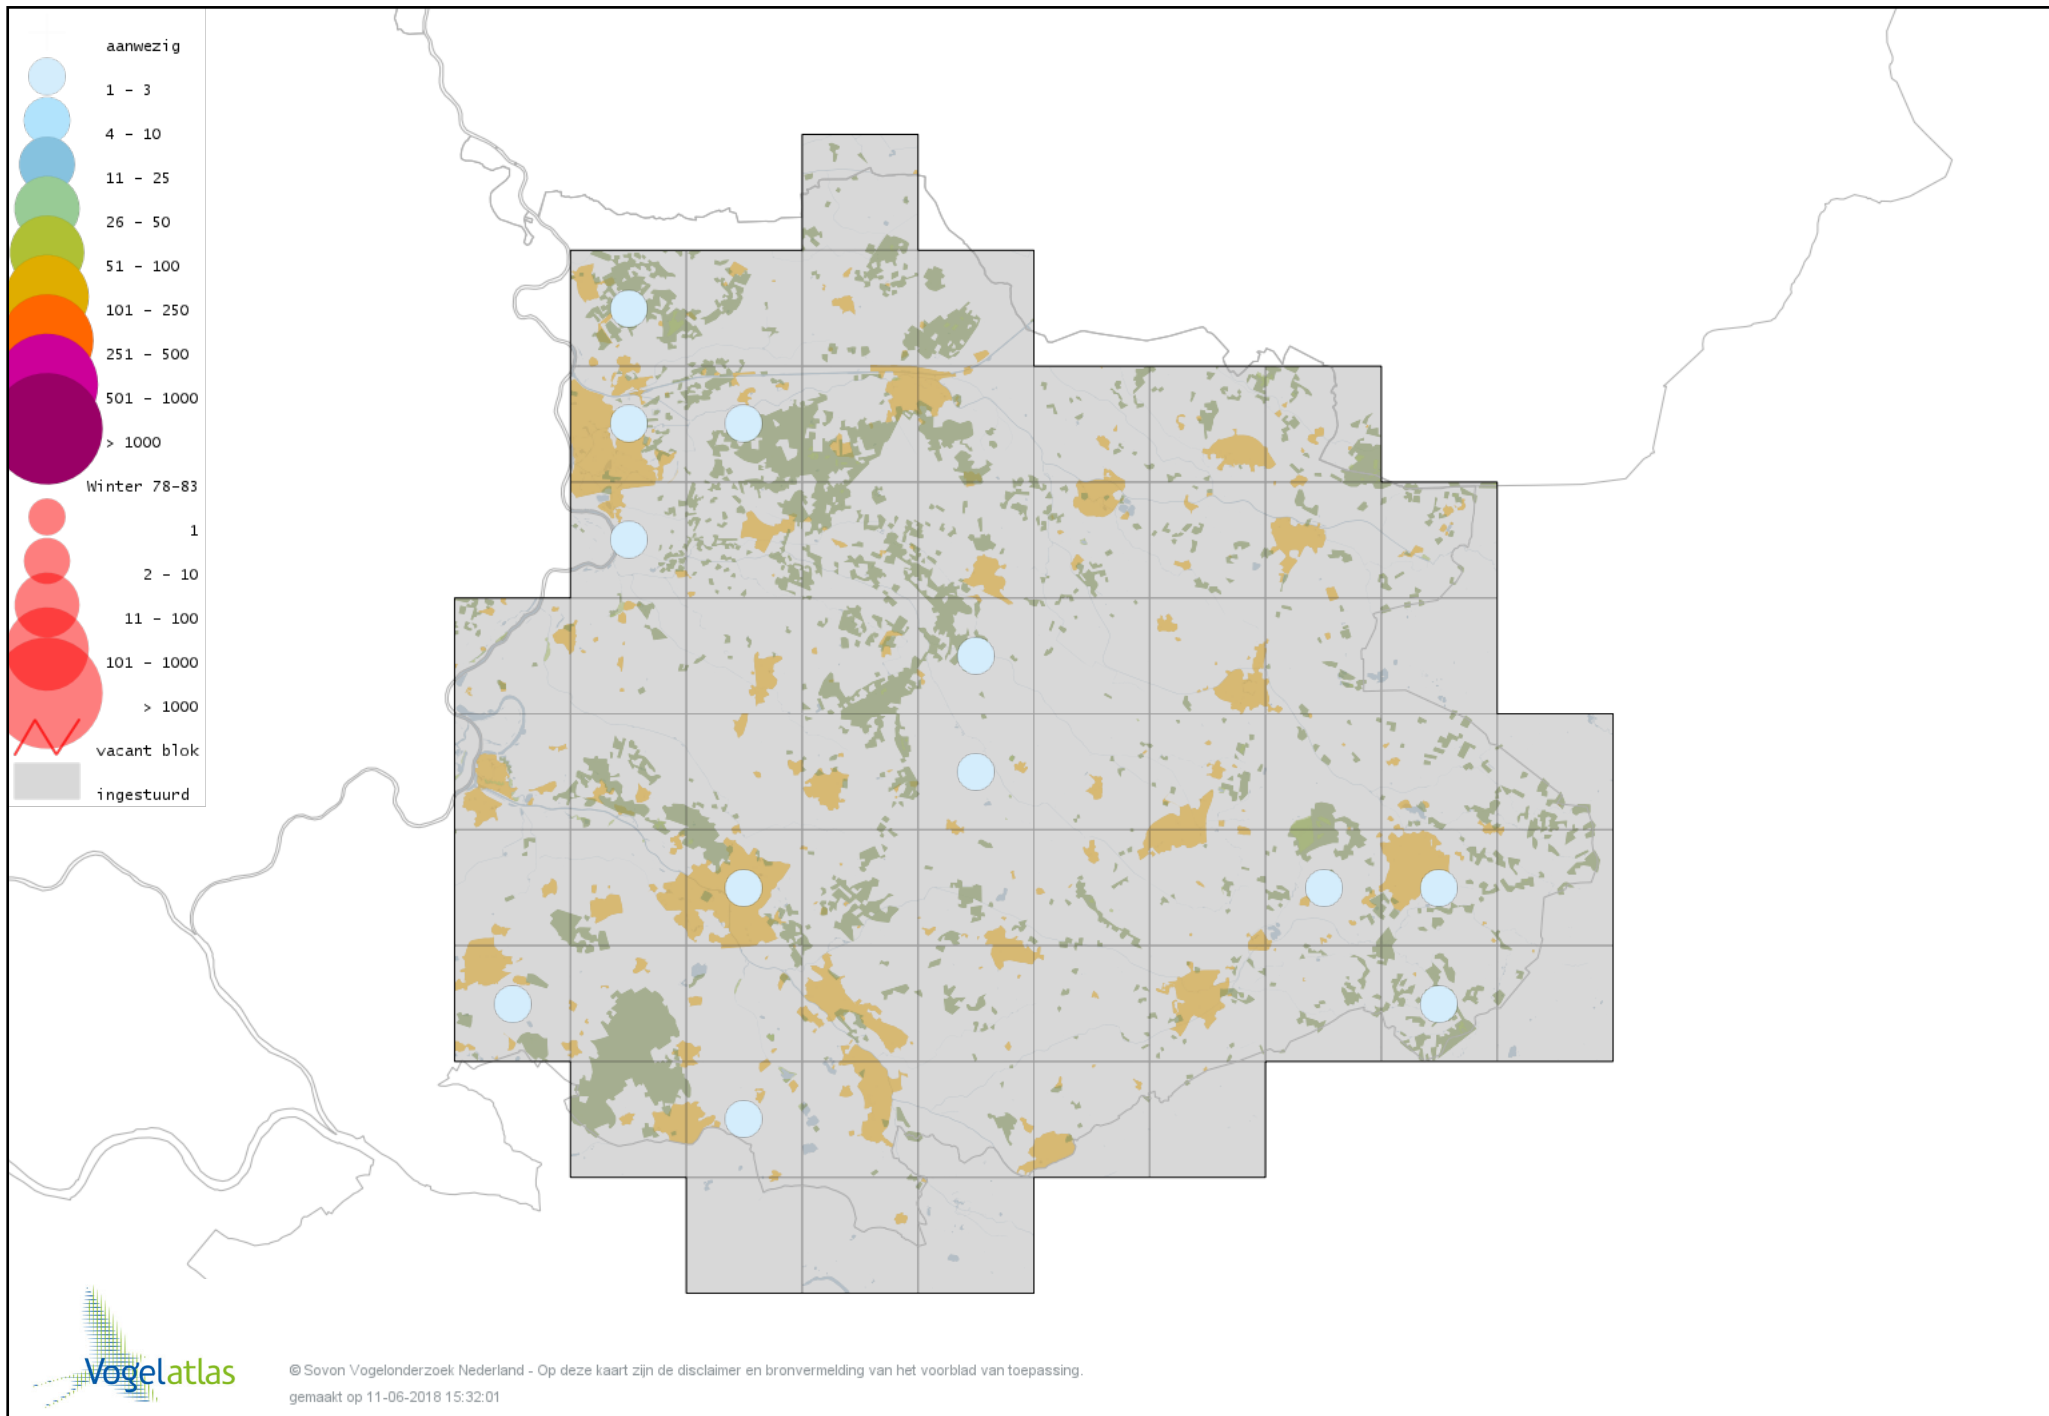 aanwezig
1 - 3
4 - 10
11 - 25
26 - 50
51 - 100
101 - 250
251 - 500
501 - 1000
> 1000
Winter 78-83
1
2 - 10
11 - 100
101 - 1000
> 1000
vacant blok
ingestuurd
Vogelatlas
© Sovon Vogelonderzoek Nederland - Op deze kaart zijn de disclaimer en bronvermelding van het voorblad van toepassing.
gemaakt op 11-06-2018 15:32:01